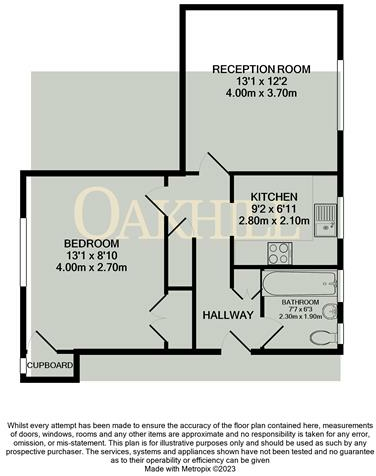 RECEPTION ROOM
13'1 x 12'2
4.00m x 3.70m
OAKHILL
KITCHEN
9'2 x 6'11
2.80m x 2.10m
BEDROOM
13'1 x 8'10
4.00m x 2.70m
BATHROOM
7'7 x 6'3
2.30m x 1.90m
HALLWAY
CUPBOARD
Whilst every attempt has been made to ensure the accuracy of the floor plan contained here, measurements
of doors, windows, rooms and any other items are approximate and no responsibility is taken for any error,
omission, or mis-statement. This plan is for illustrative purposes only and should be used as such by any
prospective purchaser. The services, systems and appliances shown have not been tested and no guarantee
as to their operability or efficiency can be given
Made with Metropix ©2023